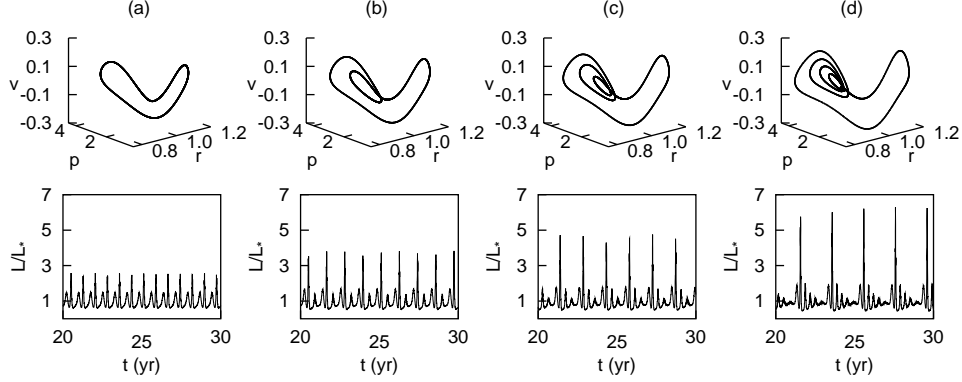 (a) (b) (c) (d)
0.3 0.3 0.3 0.3
0.1 0.1 0.1 0.1
v v v v
-0.1 -0.1 -0.1 -0.1
-0.3 -0.3 -0.3 -0.3
4 1.2 4 1.2 4 1.2 4 1.2
2 1.0 2 1.0 2 1.0 2 1.0
p 0.8 r p 0.8 r p 0.8 r p 0.8 r
7 7 7 7
5 5 5 5
L/L* L/L* L/L* L/L*
3 3 3 3
1 1 1 1
20 25 30 20 25 30 20 25 30 20 25 30
t (yr) t (yr) t (yr) t (yr)